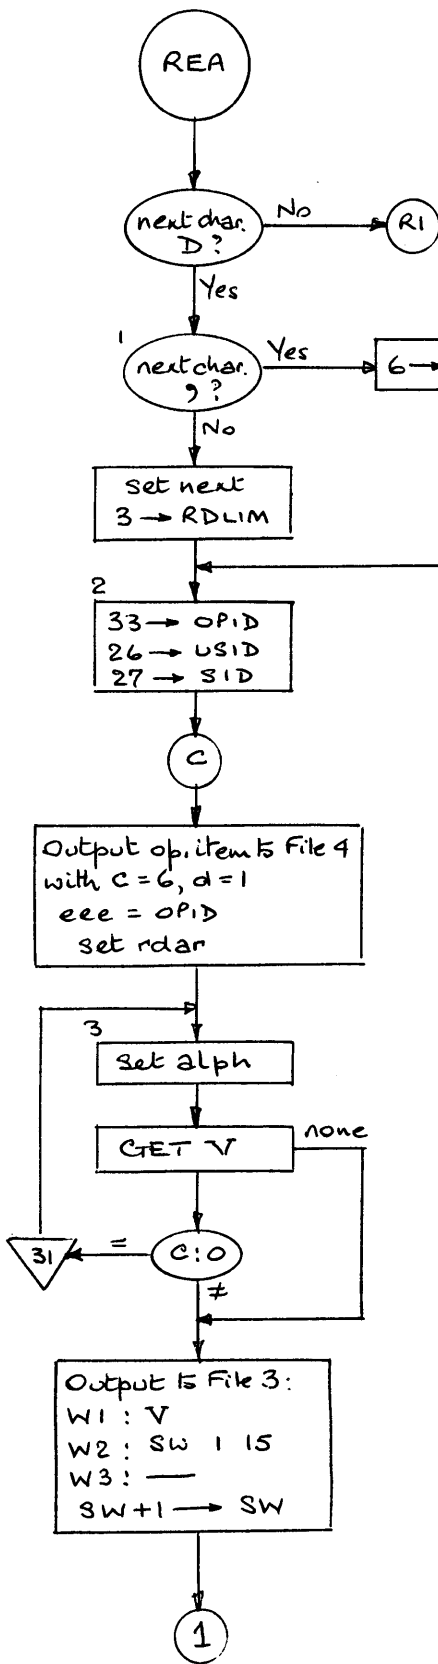 REA
next char.
D ?
No
R1
Yes
1
next char.
, ?
Yes
6 →
No
set next
3 → RDLIM
2
33 → OPID
26 → USID
27 → SID
C
Output op. item to File 4
with C = 6, d = 1
eee = OPID
set rdar
3
set alph
GET V
none
C : 0
=
31
≠
Output to File 3 :
W1 : V
W2 : SW 1 15
W3 : —
SW + 1 → SW
1